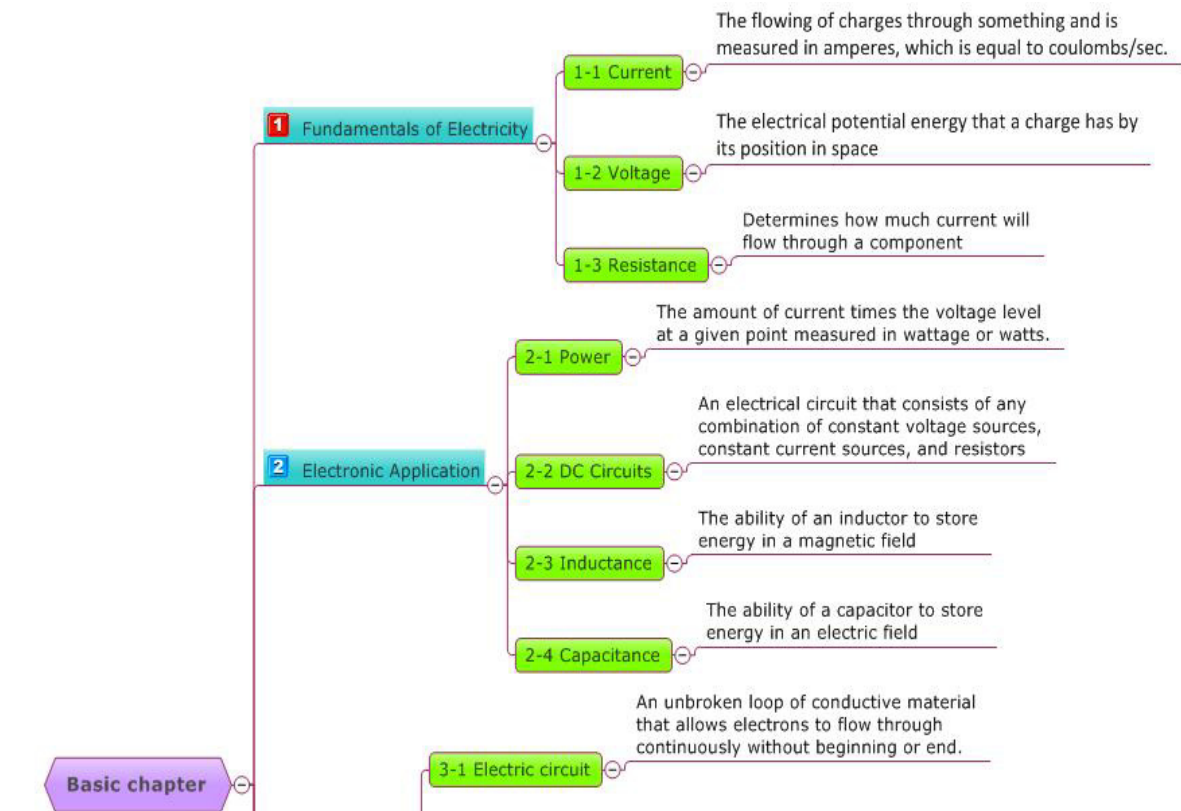 The flowing of charges through something and is
measured in amperes, which is equal to coulombs/sec.
1-1 Current
1 Fundamentals of Electricity
The electrical potential energy that a charge has by
its position in space
1-2 Voltage
Determines how much current will
flow through a component
1-3 Resistance
The amount of current times the voltage level
at a given point measured in wattage or watts.
2-1 Power
An electrical circuit that consists of any
combination of constant voltage sources,
constant current sources, and resistors
2 Electronic Application
2-2 DC Circuits
The ability of an inductor to store
energy in a magnetic field
2-3 Inductance
The ability of a capacitor to store
energy in an electric field
2-4 Capacitance
An unbroken loop of conductive material
that allows electrons to flow through
continuously without beginning or end.
3-1 Electric circuit
Basic chapter